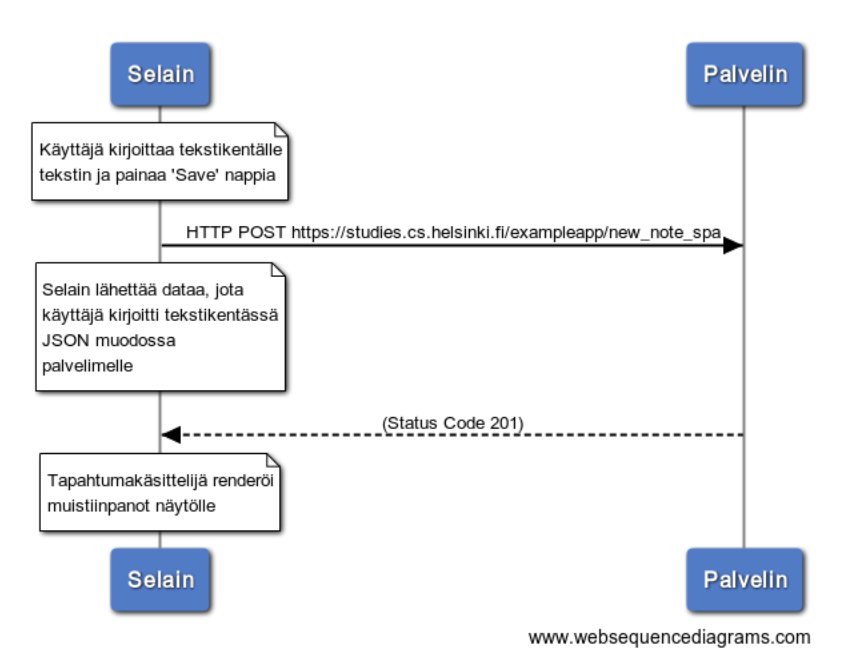 Selain
Palvelin
Käyttäjä kirjoittaa tekstikentälle
tekstin ja painaa 'Save' nappia
HTTP POST https://studies.cs.helsinki.fi/exampleapp/new_note_spa
Selain lähettää dataa, jota
käyttäjä kirjoitti tekstikentässä
JSON muodossa
palvelimelle
(Status Code 201)
Tapahtumakäsittelijä renderöi
muistiinpanot näytölle
Selain
Palvelin
www.websequencediagrams.com